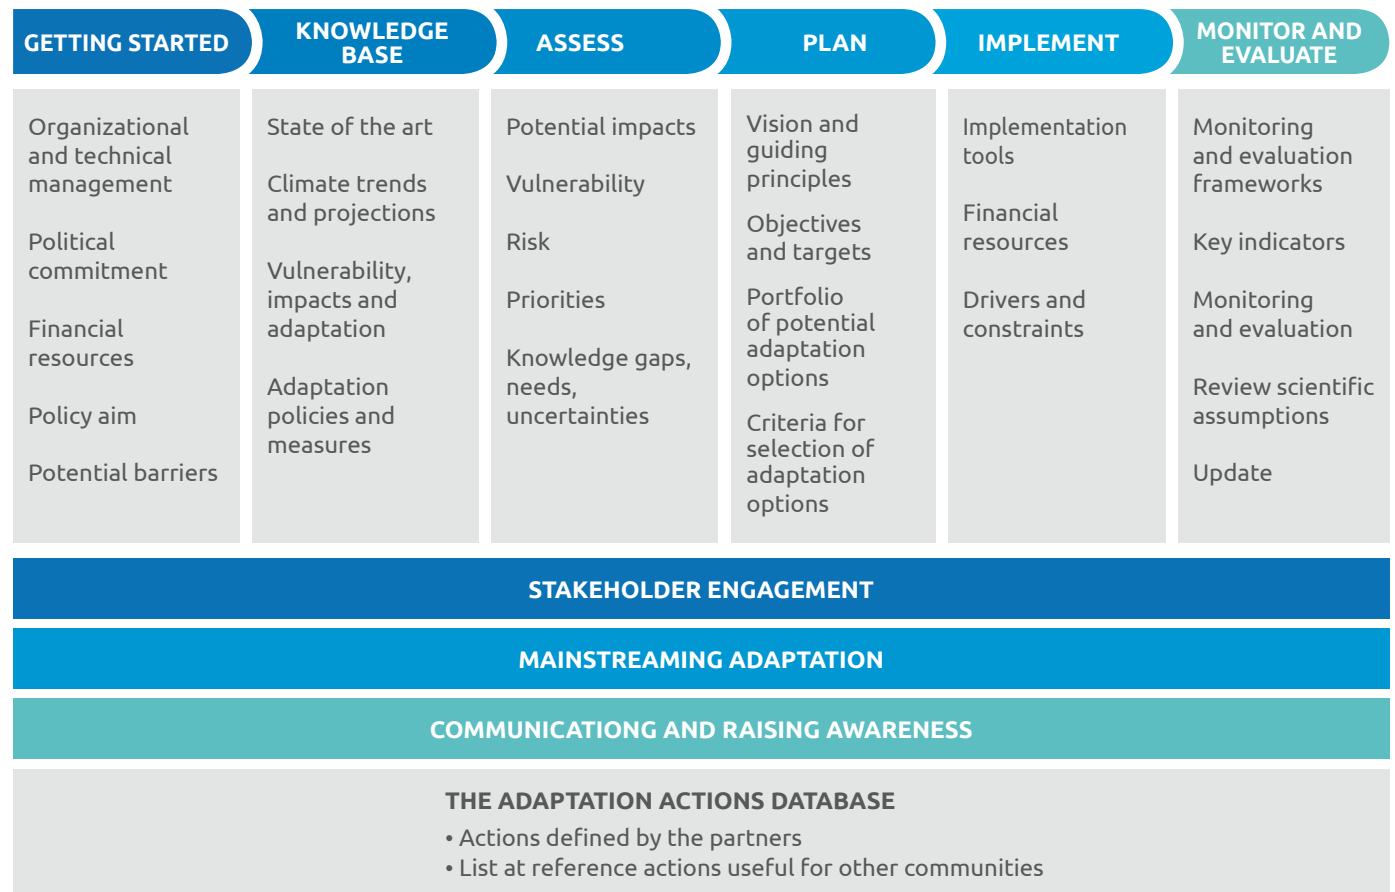 GETTING STARTED
KNOWLEDGE
BASE
ASSESS
PLAN
IMPLEMENT
MONITOR AND
EVALUATE
Organizational
and technical
management
Political
commitment
Financial
resources
Policy aim
Potential barriers
State of the art
Climate trends
and projections
Vulnerability,
impacts and
adaptation
Adaptation
policies and
measures
Potential impacts
Vulnerability
Risk
Priorities
Knowledge gaps,
needs,
uncertainties
Vision and
guiding
principles
Objectives
and targets
Portfolio
of potential
adaptation
options
Criteria for
selection of
adaptation
options
Implementation
tools
Financial
resources
Drivers and
constraints
Monitoring
and evaluation
frameworks
Key indicators
Monitoring
and evaluation
Review scientific
assumptions
Update
STAKEHOLDER ENGAGEMENT
MAINSTREAMING ADAPTATION
COMMUNICATIONG AND RAISING AWARENESS
THE ADAPTATION ACTIONS DATABASE
• Actions defined by the partners
• List at reference actions useful for other communities